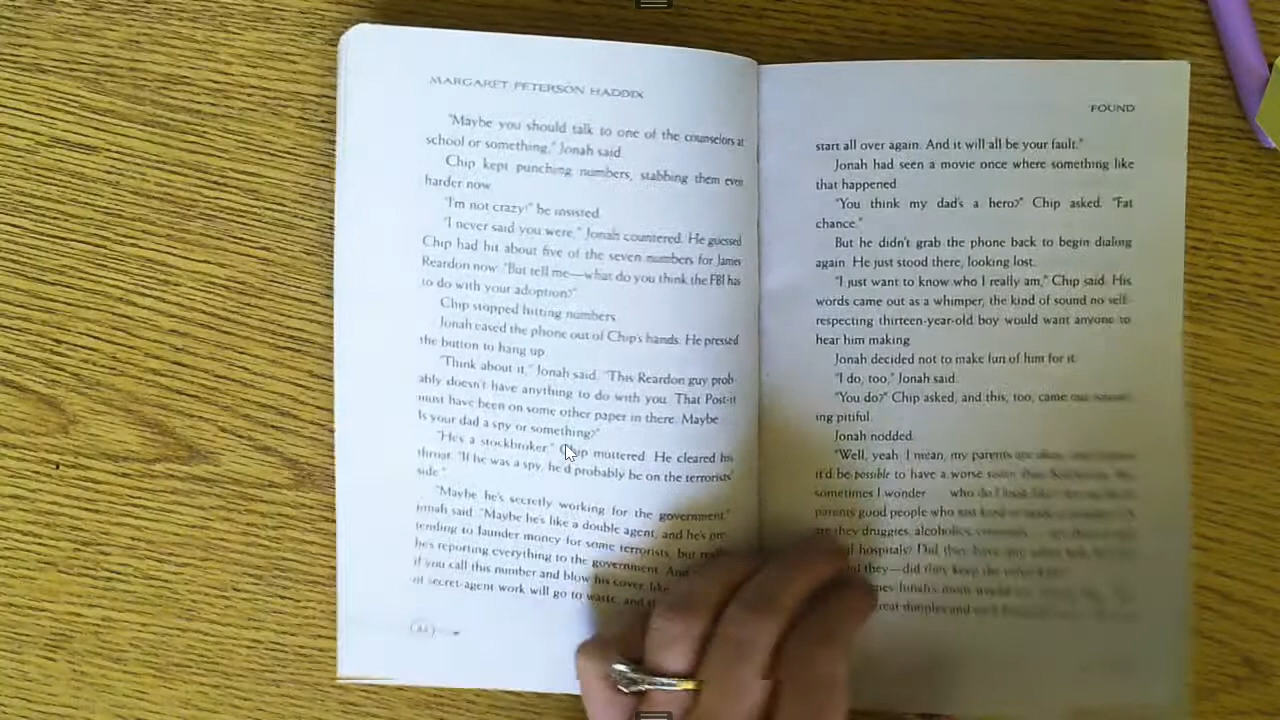 MARGARET PETERSON HADDIX
"Maybe you should talk to one of the counselors at
school or something," Jonah said.
Chip kept punching numbers, stabbing them even
harder now.
"I'm not crazy!" he insisted.
"I never said you were," Jonah countered. He guessed
Chip had hit about five of the seven numbers for James
Reardon now. "But tell me—what do you think the FBI has
to do with your adoption?"
Chip stopped hitting numbers.
Jonah eased the phone out of Chip's hands. He pressed
the button to hang up.
"Think about it," Jonah said. "This Reardon guy prob-
ably doesn't have anything to do with you. That Post-it
must have been on some other paper in there. Maybe
Is your dad a spy or something?"
"He's a stockbroker," Chip muttered. He cleared his
throat. "If he was a spy, he'd probably be on the terrorists'
side."
"Maybe he's secretly working for the government,"
Jonah said. "Maybe he's like a double agent, and he's pre-
tending to launder money for some terrorists, but really
he's reporting everything to the government. And
if you call this number and blow his cover, like
of secret-agent work will go to waste, and
FOUND
start all over again. And it will all be your fault."
Jonah had seen a movie once where something like
that happened.
"You think my dad's a hero?" Chip asked. "Fat
chance."
But he didn't grab the phone back to begin dialing
again. He just stood there, looking lost.
"I just want to know who I really am," Chip said. His
words came out as a whimper, the kind of sound no self-
respecting thirteen-year-old boy would want anyone to
hear him making.
Jonah decided not to make fun of him for it.
"I do, too," Jonah said.
"You do?" Chip asked, and this, too, came out
ing pitiful.
Jonah nodded.
"Well, yeah. I mean, my parents are
it'd be possible to have a worse
sometimes I wonder who do I look like
parents good people who just
are they druggies, alcoholics,
hospitals? Did they have any
they—did they keep the
Jonah's mom would
great dimples and